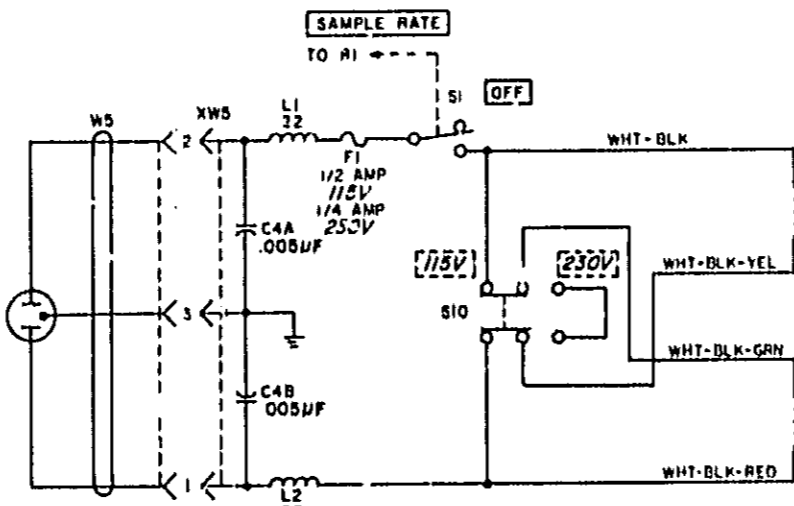 SAMPLE RATE
TO A1
S1
OFF
W5
XW5
L1
22
2
WHT-BLK
F1
1/2 AMP
115V
1/4 AMP
250V
C4A
.005UF
115V
230V
WHT-BLK-YEL
S10
3
WHT-BLK-GRN
C4B
.005UF
WHT-BLK-RED
1
L2